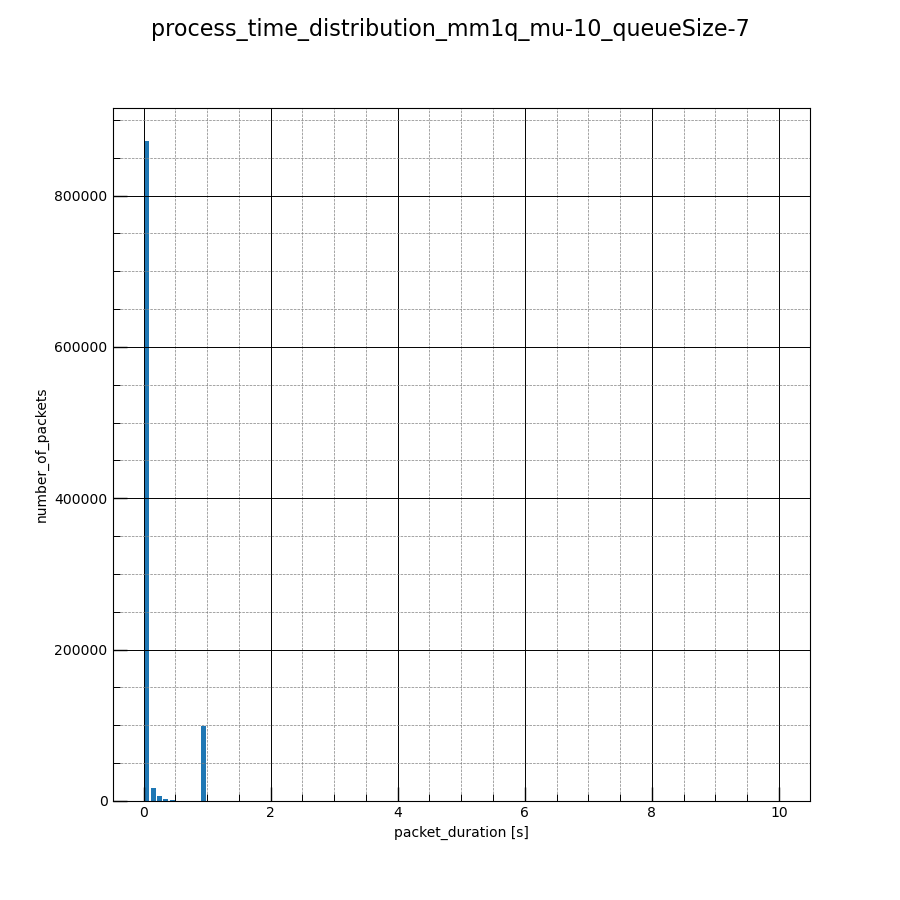 process_time_distribution_mm1q_mu-10_queueSize-7
800000
600000
400000
200000
0
number_of_packets
0 2 4 6 8 10
packet_duration [s]